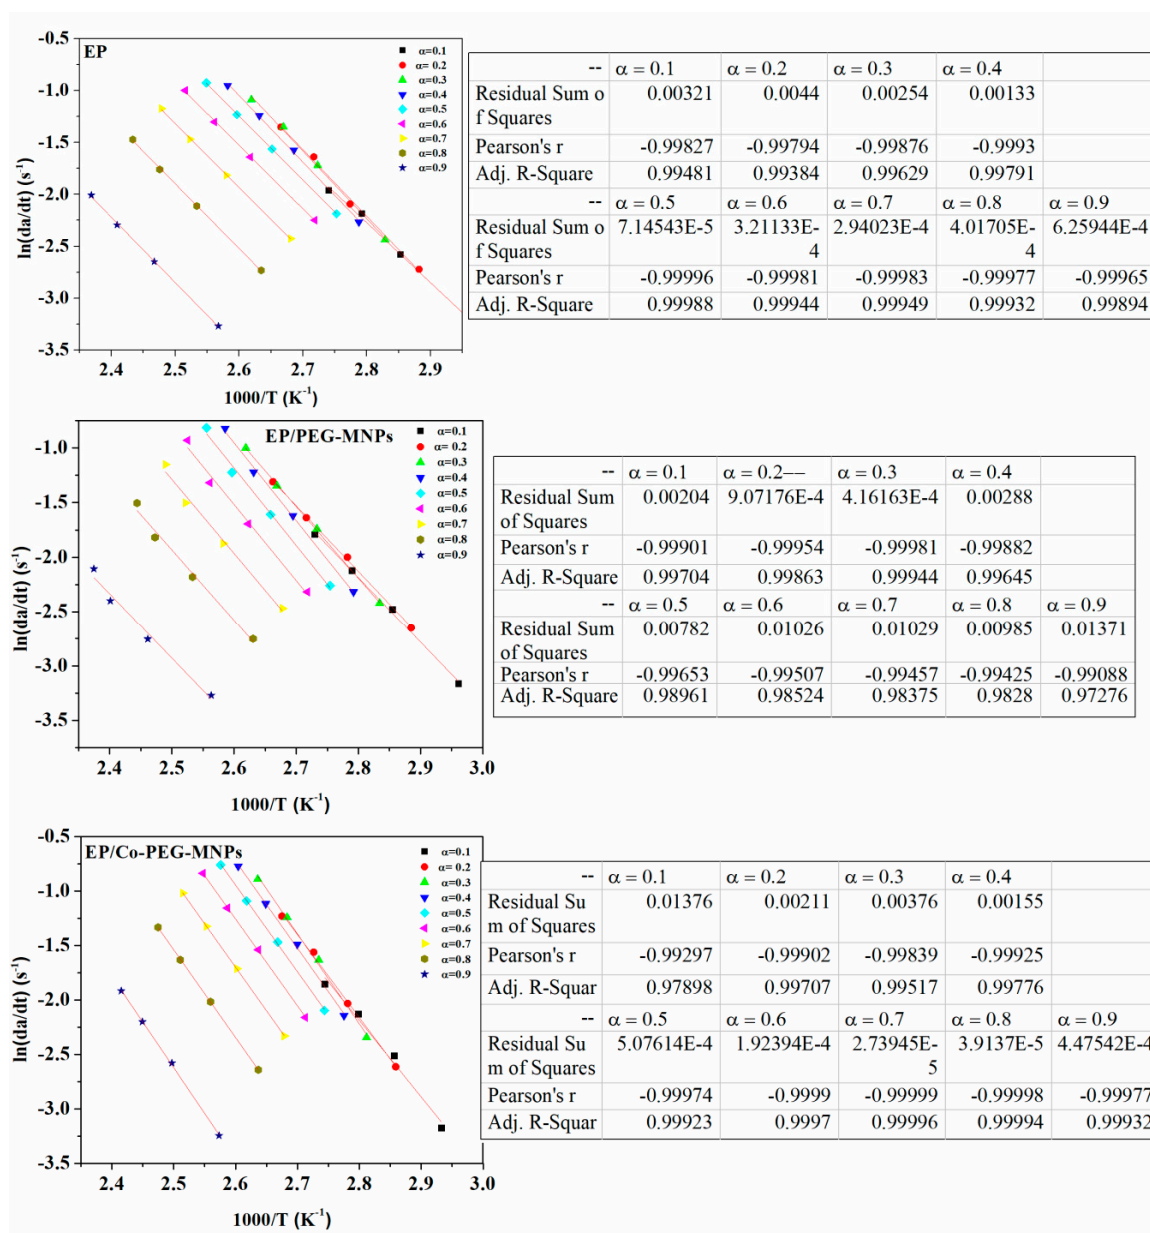 EP
α=0.1
α= 0.2
α=0.3
α=0.4
α=0.5
α=0.6
α=0.7
α=0.8
α=0.9
-0.5
-1.0
-1.5
-2.0
-2.5
-3.0
-3.5
ln(da/dt) (s⁻¹)
2.4 2.5 2.6 2.7 2.8 2.9
1000/T (K⁻¹)
-- α = 0.1 α = 0.2 α = 0.3 α = 0.4
Residual Sum o 0.00321 0.0044 0.00254 0.00133
f Squares
Pearson's r -0.99827 -0.99794 -0.99876 -0.9993
Adj. R-Square 0.99481 0.99384 0.99629 0.99791
-- α = 0.5 α = 0.6 α = 0.7 α = 0.8 α = 0.9
Residual Sum o 7.14543E-5 3.21133E- 2.94023E-4 4.01705E- 6.25944E-4
f Squares 4 4
Pearson's r -0.99996 -0.99981 -0.99983 -0.99977 -0.99965
Adj. R-Square 0.99988 0.99944 0.99949 0.99932 0.99894
EP/PEG-MNPs
α=0.1
α= 0.2
α=0.3
α=0.4
α=0.5
α=0.6
α=0.7
α=0.8
α=0.9
-1.0
-1.5
-2.0
-2.5
-3.0
-3.5
ln(da/dt) (s⁻¹)
2.4 2.5 2.6 2.7 2.8 2.9 3.0
1000/T (K⁻¹)
-- α = 0.1 α = 0.2–– α = 0.3 α = 0.4
Residual Sum 0.00204 9.07176E-4 4.16163E-4 0.00288
of Squares
Pearson's r -0.99901 -0.99954 -0.99981 -0.99882
Adj. R-Square 0.99704 0.99863 0.99944 0.99645
-- α = 0.5 α = 0.6 α = 0.7 α = 0.8 α = 0.9
Residual Sum 0.00782 0.01026 0.01029 0.00985 0.01371
of Squares
Pearson's r -0.99653 -0.99507 -0.99457 -0.99425 -0.99088
Adj. R-Square 0.98961 0.98524 0.98375 0.9828 0.97276
EP/Co-PEG-MNPs
α=0.1
α= 0.2
α=0.3
α=0.4
α=0.5
α=0.6
α=0.7
α=0.8
α=0.9
-0.5
-1.0
-1.5
-2.0
-2.5
-3.0
-3.5
ln(da/dt) (s⁻¹)
2.4 2.5 2.6 2.7 2.8 2.9 3.0
1000/T (K⁻¹)
-- α = 0.1 α = 0.2 α = 0.3 α = 0.4
Residual Su 0.01376 0.00211 0.00376 0.00155
m of Squares
Pearson's r -0.99297 -0.99902 -0.99839 -0.99925
Adj. R-Squar 0.97898 0.99707 0.99517 0.99776
-- α = 0.5 α = 0.6 α = 0.7 α = 0.8 α = 0.9
Residual Su 5.07614E-4 1.92394E-4 2.73945E- 3.9137E-5 4.47542E-4
m of Squares 5
Pearson's r -0.99974 -0.9999 -0.99999 -0.99998 -0.99977
Adj. R-Squar 0.99923 0.9997 0.99996 0.99994 0.99932